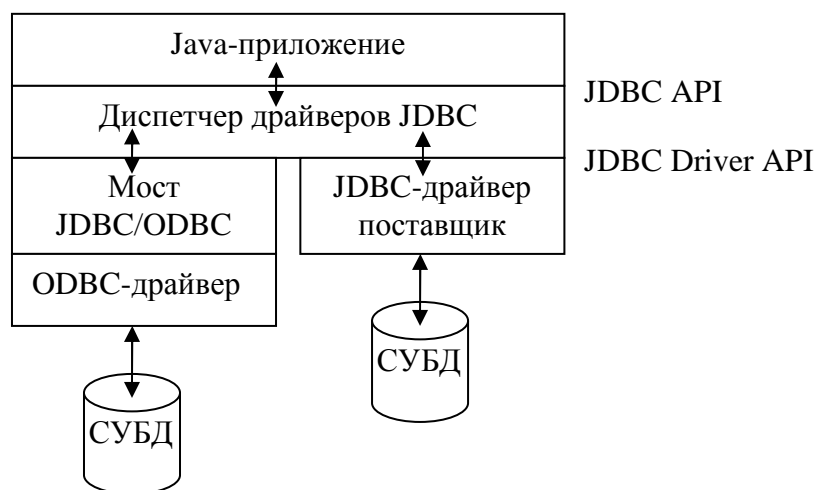 Java-приложение
JDBC API
Диспетчер драйверов JDBC
JDBC Driver API
Мост
JDBC/ODBC
JDBC-драйвер
поставщик
ODBC-драйвер
СУБД
СУБД